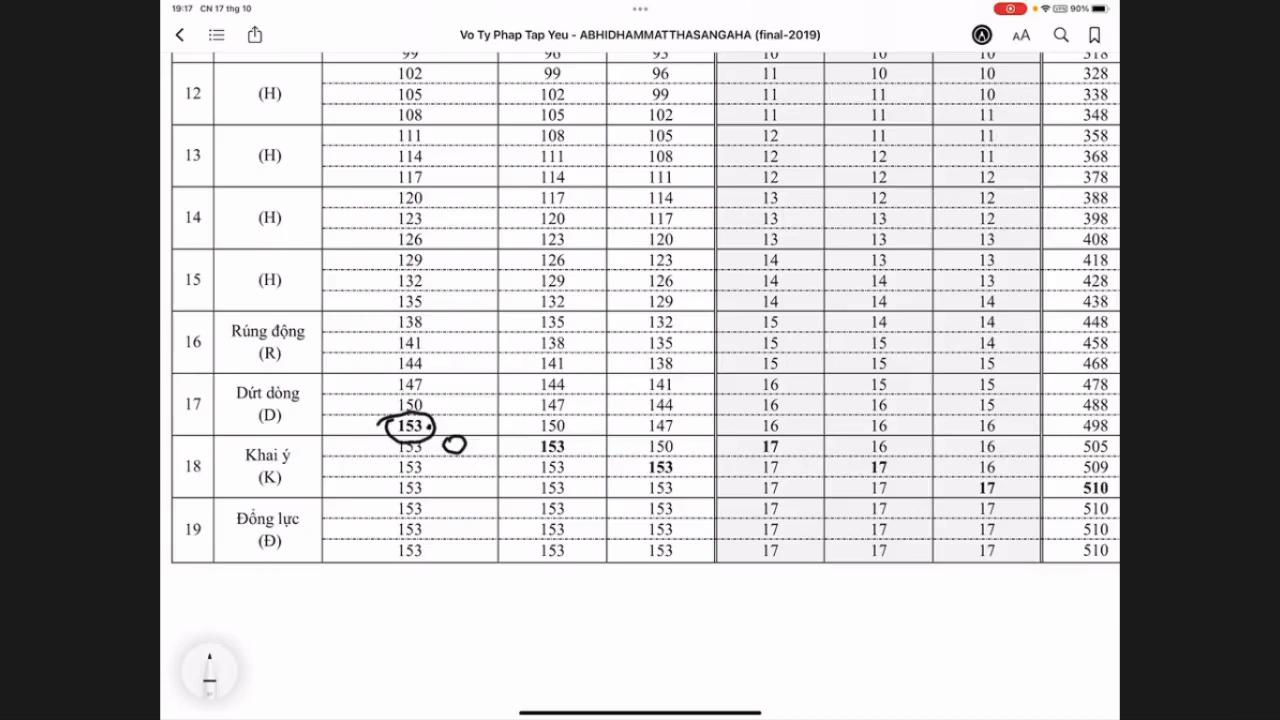 19:17 CN 17 thg 10
VPN 90%
Vo Ty Phap Tap Yeu - ABHIDHAMMATTHASANGAHA (final-2019)
AA
99 96 93 10 10 10 318
102 99 96 11 10 10 328
12 (H) 105 102 99 11 11 10 338
108 105 102 11 11 11 348
111 108 105 12 11 11 358
13 (H) 114 111 108 12 12 11 368
117 114 111 12 12 12 378
120 117 114 13 12 12 388
14 (H) 123 120 117 13 13 12 398
126 123 120 13 13 13 408
129 126 123 14 13 13 418
15 (H) 132 129 126 14 14 13 428
135 132 129 14 14 14 438
138 135 132 15 14 14 448
16 Rúng động (R) 141 138 135 15 15 14 458
144 141 138 15 15 15 468
147 144 141 16 15 15 478
17 Dứt dòng (D) 150 147 144 16 16 15 488
153 150 147 16 16 16 498
153 153 150 17 16 16 505
18 Khai ý (K) 153 153 153 17 17 16 509
153 153 153 17 17 17 510
153 153 153 17 17 17 510
19 Đổng lực (Đ) 153 153 153 17 17 17 510
153 153 153 17 17 17 510